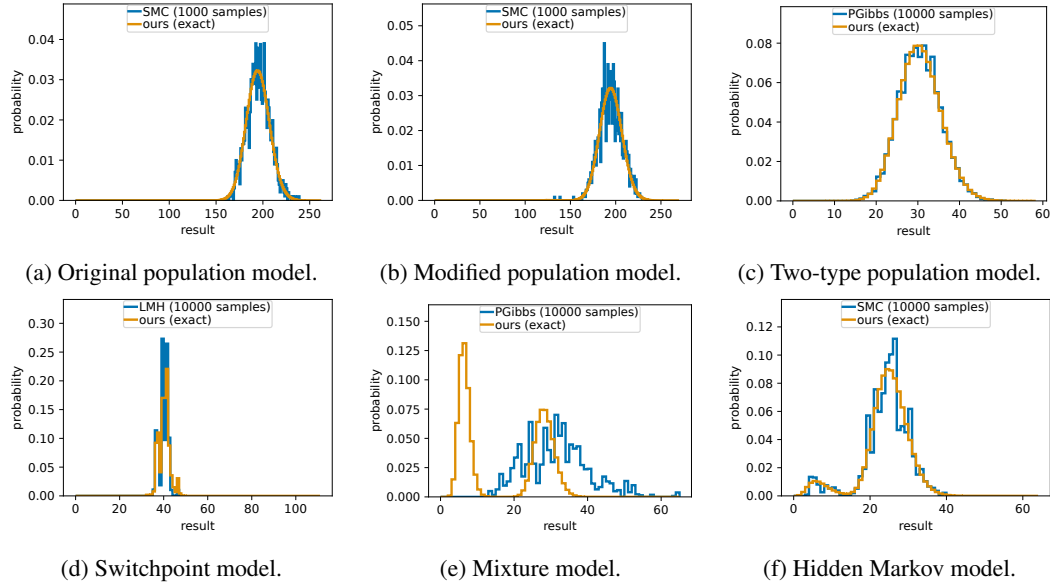 SMC (1000 samples)
ours (exact)
0.04
0.03
0.02
0.01
0.00
probability
0 50 100 150 200 250
result
(a) Original population model.
SMC (1000 samples)
ours (exact)
0.05
0.04
0.03
0.02
0.01
0.00
probability
0 50 100 150 200 250
result
(b) Modified population model.
PGibbs (10000 samples)
ours (exact)
0.08
0.06
0.04
0.02
0.00
probability
0 10 20 30 40 50 60
result
(c) Two-type population model.
LMH (10000 samples)
ours (exact)
0.30
0.25
0.20
0.15
0.10
0.05
0.00
probability
0 20 40 60 80 100
result
(d) Switchpoint model.
PGibbs (10000 samples)
ours (exact)
0.150
0.125
0.100
0.075
0.050
0.025
0.000
probability
0 20 40 60
result
(e) Mixture model.
SMC (10000 samples)
ours (exact)
0.12
0.10
0.08
0.06
0.04
0.02
0.00
probability
0 10 20 30 40 50 60
result
(f) Hidden Markov model.